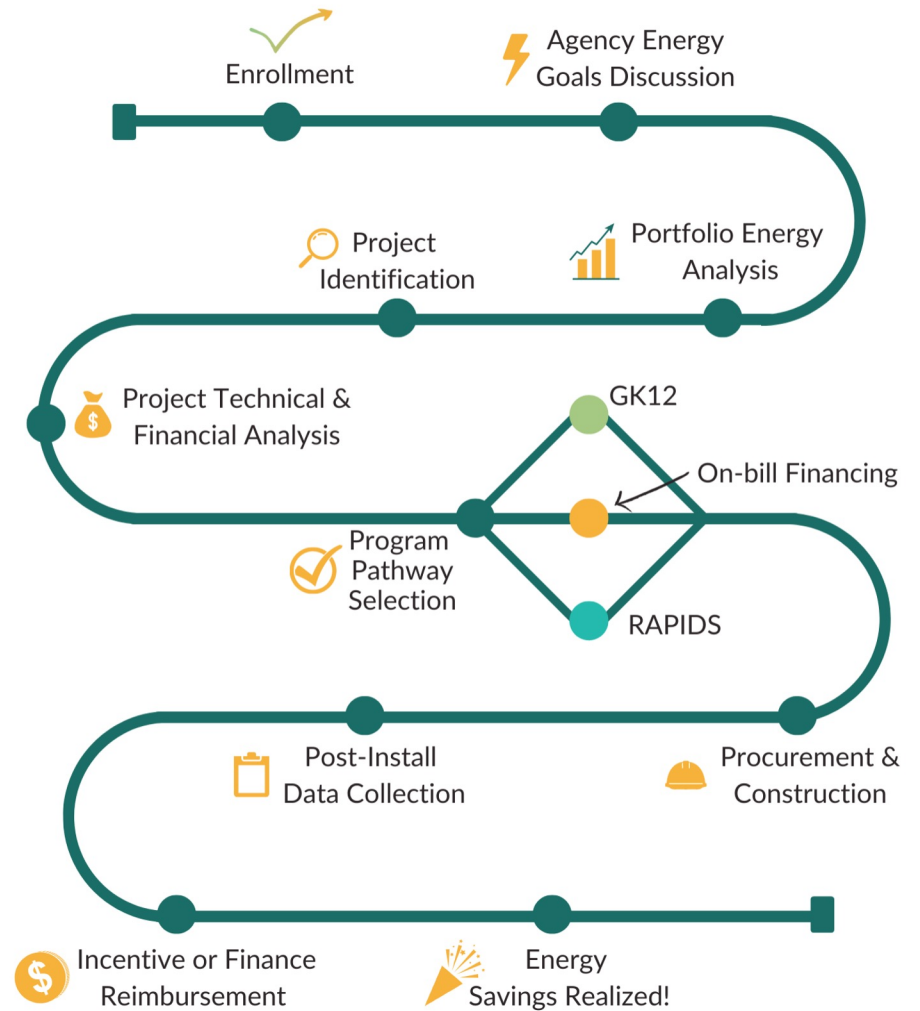 Enrollment
Agency Energy
Goals Discussion
Portfolio Energy
Analysis
Project
Identification
Project Technical &
Financial Analysis
Program
Pathway
Selection
GK12
On-bill Financing
RAPIDS
Procurement &
Construction
Post-Install
Data Collection
$
Incentive or Finance
Reimbursement
Energy
Savings Realized!